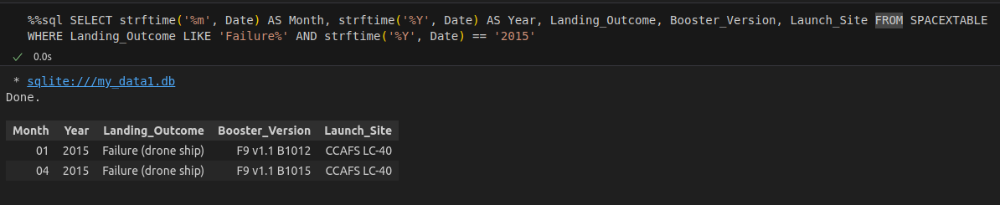 %%sql SELECT strftime('%m', Date) AS Month, strftime('%Y', Date) AS Year, Landing_Outcome, Booster_Version, Launch_Site FROM SPACEXTABLE
WHERE Landing_Outcome LIKE 'Failure%' AND strftime('%Y', Date) == '2015'
✓ 0.0s
* sqlite:///my_data1.db
Done.
Month Year Landing_Outcome Booster_Version Launch_Site
01 2015 Failure (drone ship) F9 v1.1 B1012 CCAFS LC-40
04 2015 Failure (drone ship) F9 v1.1 B1015 CCAFS LC-40